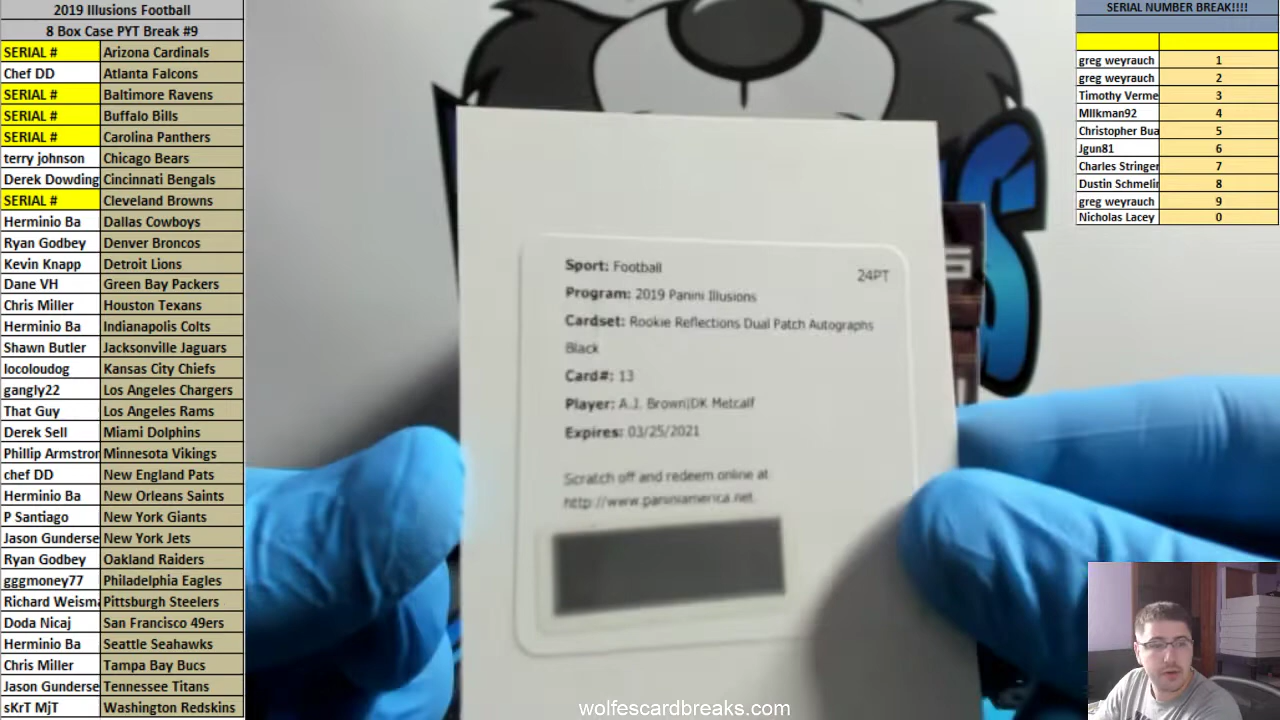 2019 Illusions Football
8 Box Case PYT Break #9
SERIAL # Arizona Cardinals
Chef DD Atlanta Falcons
SERIAL # Baltimore Ravens
SERIAL # Buffalo Bills
SERIAL # Carolina Panthers
terry johnson Chicago Bears
Derek Dowding Cincinnati Bengals
SERIAL # Cleveland Browns
Herminio Ba Dallas Cowboys
Ryan Godbey Denver Broncos
Kevin Knapp Detroit Lions
Dane VH Green Bay Packers
Chris Miller Houston Texans
Herminio Ba Indianapolis Colts
Shawn Butler Jacksonville Jaguars
locoloudog Kansas City Chiefs
gangly22 Los Angeles Chargers
That Guy Los Angeles Rams
Derek Sell Miami Dolphins
Phillip Armstror Minnesota Vikings
chef DD New England Pats
Herminio Ba New Orleans Saints
P Santiago New York Giants
Jason Gunderse New York Jets
Ryan Godbey Oakland Raiders
gggmoney77 Philadelphia Eagles
Richard Weisma Pittsburgh Steelers
Doda Nicaj San Francisco 49ers
Herminio Ba Seattle Seahawks
Chris Miller Tampa Bay Bucs
Jason Gunderse Tennessee Titans
sKrT MjT Washington Redskins
Sport: Football
24PT
Program: 2019 Panini Illusions
Cardset: Rookie Reflections Dual Patch Autographs
Black
Card#: 13
Player: A.J. Brown|DK Metcalf
Expires: 03/25/2021
Scratch off and redeem online at
http://www.paniniamerica.net.
SERIAL NUMBER BREAK!!!!
greg weyrauch 1
greg weyrauch 2
Timothy Verme 3
MIlkman92 4
Christopher Bua 5
Jgun81 6
Charles Stringer 7
Dustin Schmelin 8
greg weyrauch 9
Nicholas Lacey 0
wolfescardbreaks.com